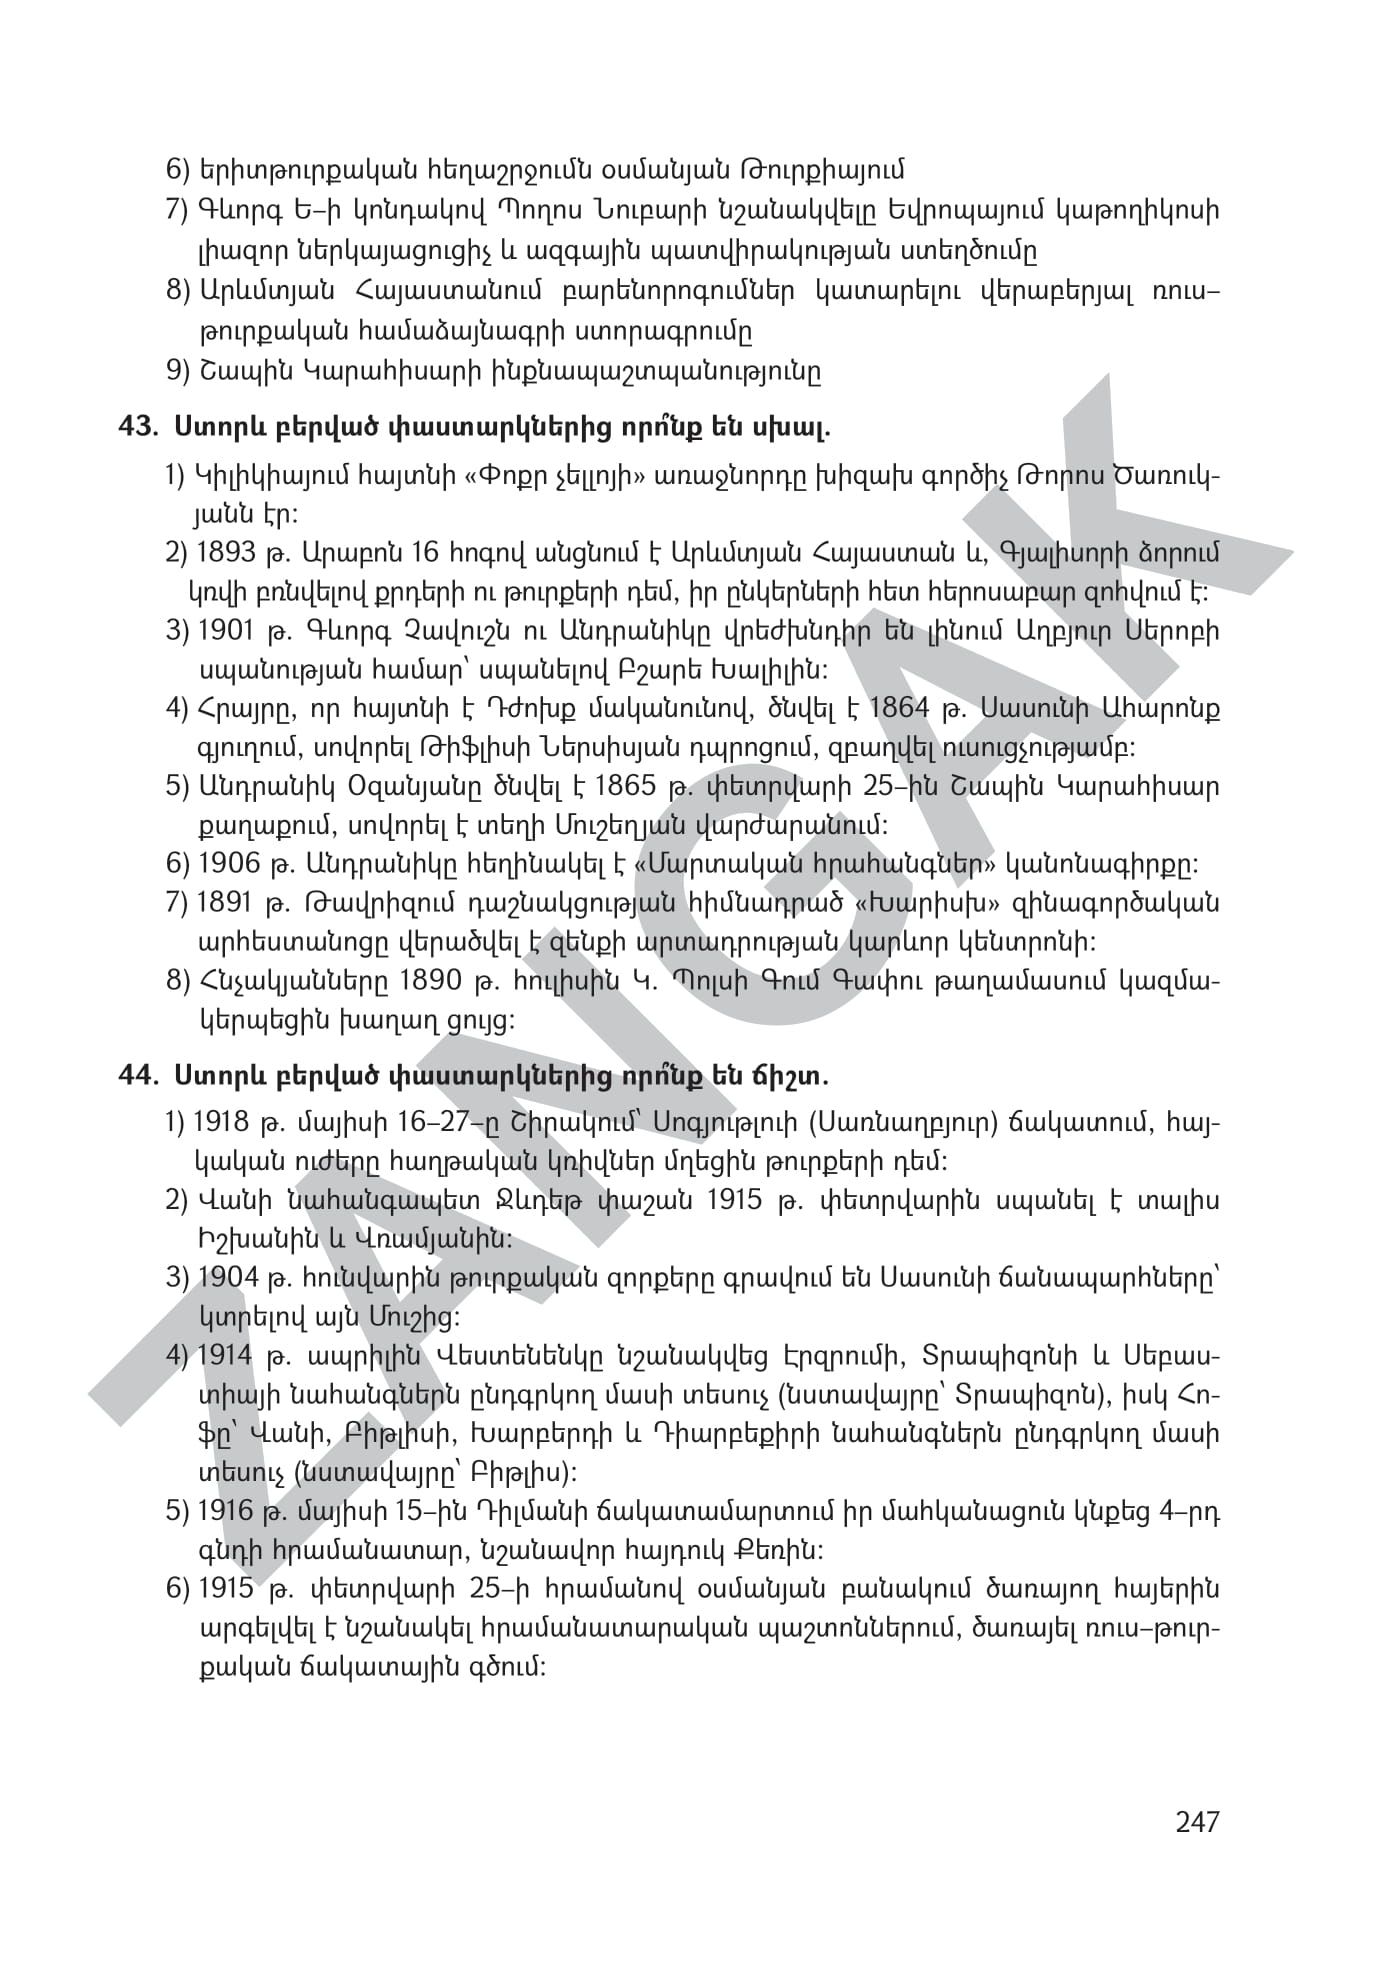 6) երիտթուրքական հեղաշրջումն օսմանյան Թուրքիայում
7) Գևորգ Ե–ի կոնդակով Պողոս Նուբարի նշանակվելը Եվրոպայում կաթողիկոսի
լիազոր ներկայացուցիչ և ազգային պատվիրակության ստեղծումը
8) Արևմտյան Հայաստանում բարենորոգումներ կատարելու վերաբերյալ ռուս–
թուրքական համաձայնագրի ստորագրումը
9) Շապին Կարահիսարի ինքնապաշտպանությունը
43. Ստորև բերված փաստարկներից որո՞նք են սխալ.
1) Կիլիկիայում հայտնի «Փոքր չելլոյի» առաջնորդը խիզախ գործիչ Թորոս Ծառուկ-
յանն էր:
2) 1893 թ. Արաբոն 16 հոգով անցնում է Արևմտյան Հայաստան և, Գյալիսորի ձորում
կռվի բռնվելով քրդերի ու թուրքերի դեմ, իր ընկերների հետ հերոսաբար զոհվում է:
3) 1901 թ. Գևորգ Չավուշն ու Անդրանիկը վրեժխնդիր են լինում Աղբյուր Սերոբի
սպանության համար՝ սպանելով Բշարե Խալիլին:
4) Հրայրը, որ հայտնի է Դժոխք մականունով, ծնվել է 1864 թ. Սասունի Ահարոնք
գյուղում, սովորել Թիֆլիսի Ներսիսյան դպրոցում, զբաղվել ուսուցչությամբ:
5) Անդրանիկ Օզանյանը ծնվել է 1865 թ. փետրվարի 25–ին Շապին Կարահիսար
քաղաքում, սովորել է տեղի Մուշեղյան վարժարանում:
6) 1906 թ. Անդրանիկը հեղինակել է «Մարտական հրահանգներ» կանոնագիրքը:
7) 1891 թ. Թավրիզում դաշնակցության հիմնադրած «Խարիսխ» զինագործական
արհեստանոցը վերածվել է զենքի արտադրության կարևոր կենտրոնի:
8) Հնչակյանները 1890 թ. հուլիսին Կ. Պոլսի Գում Գափու թաղամասում կազմա-
կերպեցին խաղաղ ցույց:
44. Ստորև բերված փաստարկներից որո՞նք են ճիշտ.
1) 1918 թ. մայիսի 16–27–ը Շիրակում՝ Սոգյութլուի (Սառնաղբյուր) ճակատում, հայ-
կական ուժերը հաղթական կռիվներ մղեցին թուրքերի դեմ:
2) Վանի նահանգապետ Ջևդեթ փաշան 1915 թ. փետրվարին սպանել է տալիս
Իշխանին և Վռամյանին:
3) 1904 թ. հունվարին թուրքական զորքերը գրավում են Սասունի ճանապարհները՝
կտրելով այն Մուշից:
4) 1914 թ. ապրիլին Վեստենենկը նշանակվեց Էրզրումի, Տրապիզոնի և Սեբաս-
տիայի նահանգներն ընդգրկող մասի տեսուչ (նստավայրը՝ Տրապիզոն), իսկ Հո-
ֆը՝ Վանի, Բիթլիսի, Խարբերդի և Դիարբեքիրի նահանգներն ընդգրկող մասի
տեսուչ (նստավայրը՝ Բիթլիս):
5) 1916 թ. մայիսի 15–ին Դիլմանի ճակատամարտում իր մահկանացուն կնքեց 4–րդ
գնդի հրամանատար, նշանավոր հայդուկ Քեռին:
6) 1915 թ. փետրվարի 25–ի հրամանով օսմանյան բանակում ծառայող հայերին
արգելվել է նշանակել հրամանատարական պաշտոններում, ծառայել ռուս–թուր-
քական ճակատային գծում:
247
ZANGAK